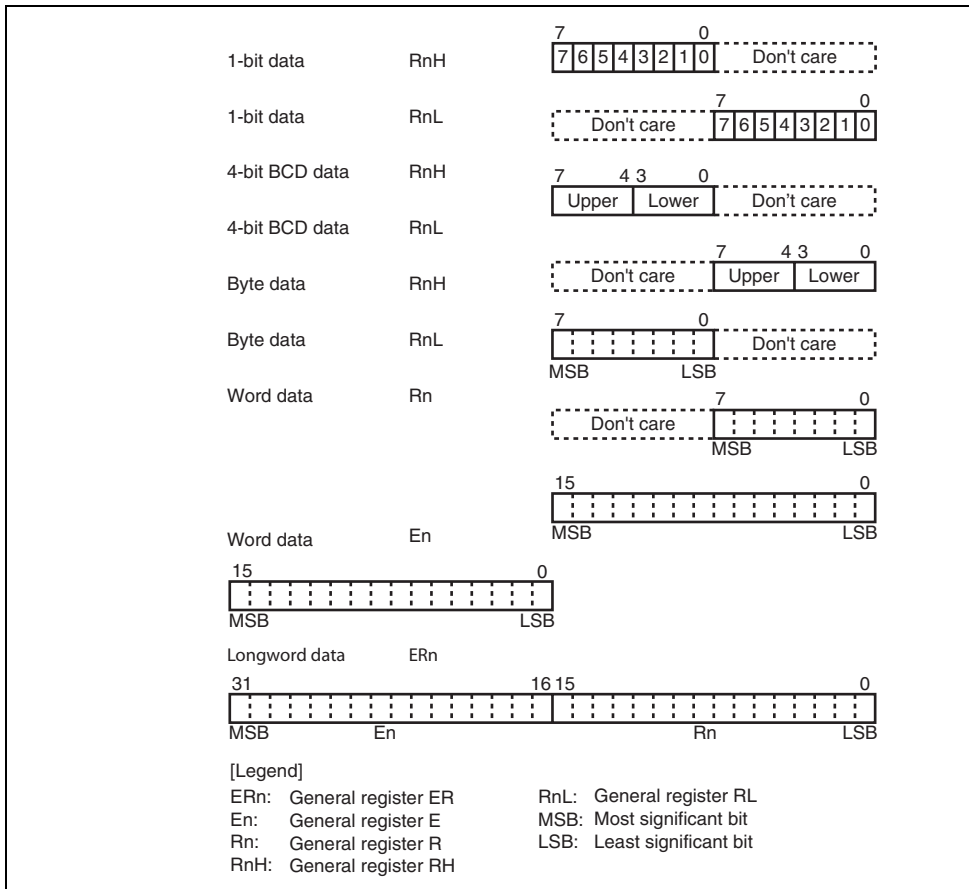 7 0
1-bit data RnH 7 6 5 4 3 2 1 0 Don't care
7 0
1-bit data RnL Don't care 7 6 5 4 3 2 1 0
4-bit BCD data RnH 7 4 3 0
Upper Lower Don't care
4-bit BCD data RnL
7 4 3 0
Byte data RnH Don't care Upper Lower
7 0
Byte data RnL Don't care
MSB LSB
Word data Rn 7 0
Don't care
MSB LSB
15 0
Word data En MSB LSB
15 0
MSB LSB
Longword data ERn
31 16 15 0
MSB En Rn LSB
[Legend]
ERn: General register ER RnL: General register RL
En: General register E MSB: Most significant bit
Rn: General register R LSB: Least significant bit
RnH: General register RH